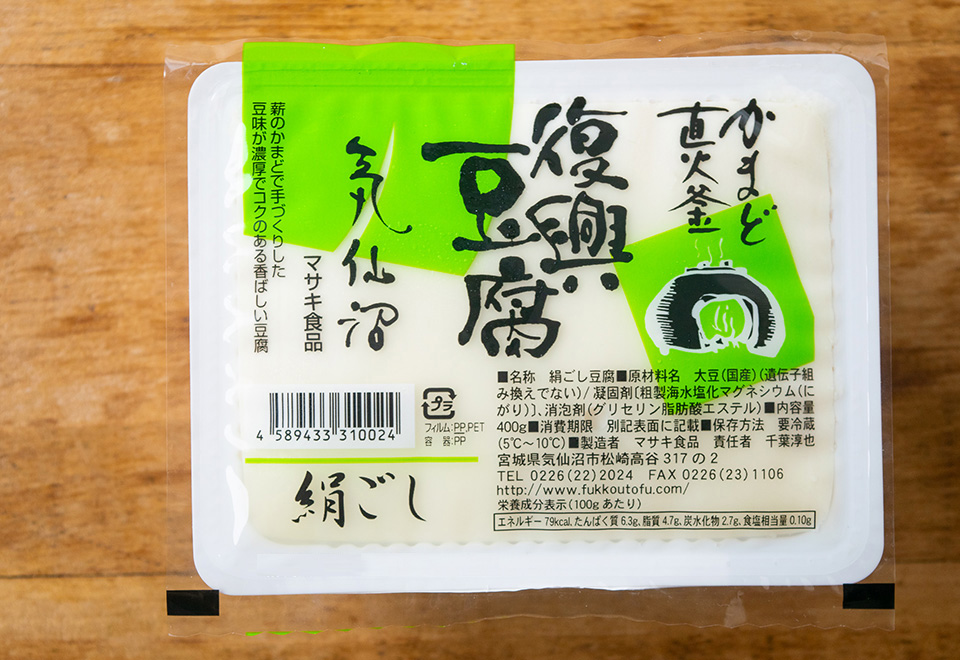 かまど
直火釜
復興
豆腐
気仙沼
マサキ食品
薪のかまどで手づくりした
豆味が濃厚でコクのある香ばしい豆腐
■名称　絹ごし豆腐■原材料名　大豆(国産)(遺伝子組
み換えでない)/凝固剤〔粗製海水塩化マグネシウム(に
がり)〕、消泡剤(グリセリン脂肪酸エステル)■内容量
400g■消費期限　別記表面に記載■保存方法　要冷蔵
(5℃～10℃)■製造者　マサキ食品　責任者　千葉淳也
宮城県気仙沼市松崎高谷317の2
TEL 0226(22)2024　FAX 0226(23)1106
http://www.fukkoutofu.com/
栄養成分表示(100gあたり)
エネルギー79kcal, たんぱく質6.3g, 脂質4.7g, 炭水化物2.7g, 食塩相当量0.10g
4 589433 310024
プラ
フィルム:PP,PET
容 器:PP
絹ごし